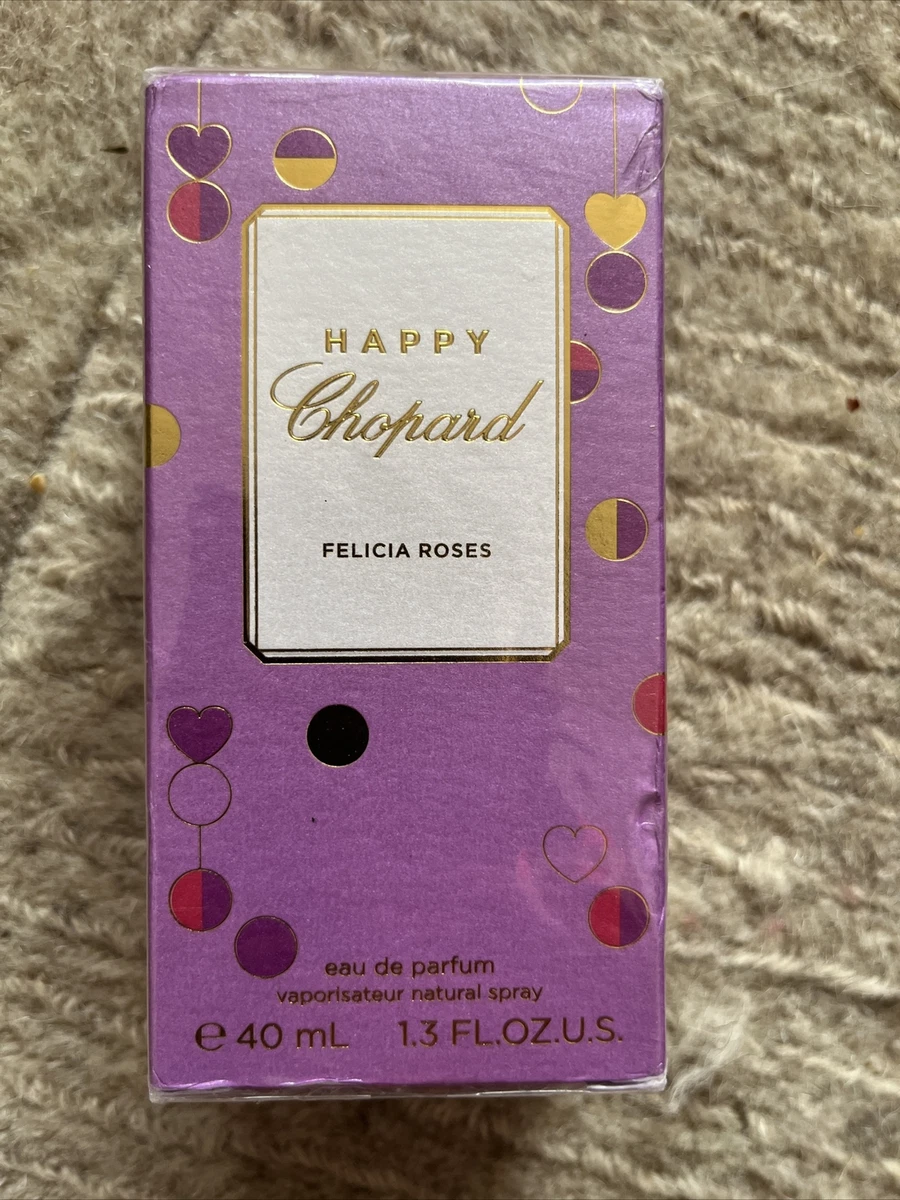 HAPPY
Chopard
FELICIA ROSES
eau de parfum
vaporisateur natural spray
℮ 40 mL 1.3 FL.OZ.U.S.